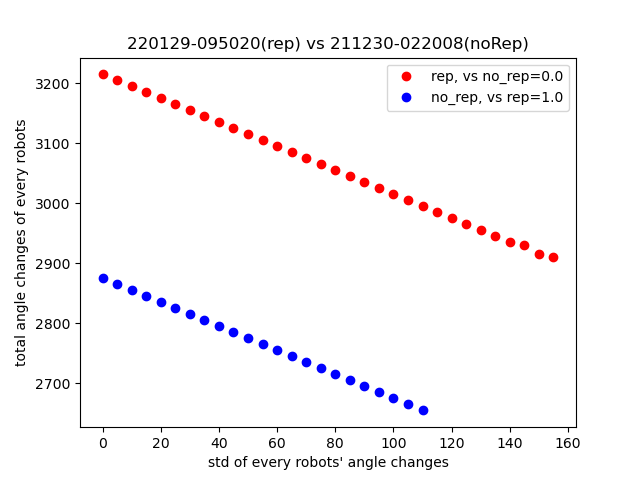 220129-095020(rep) vs 211230-022008(noRep)
rep, vs no_rep=0.0
no_rep, vs rep=1.0
total angle changes of every robots
3200
3100
3000
2900
2800
2700
0 20 40 60 80 100 120 140 160
std of every robots' angle changes